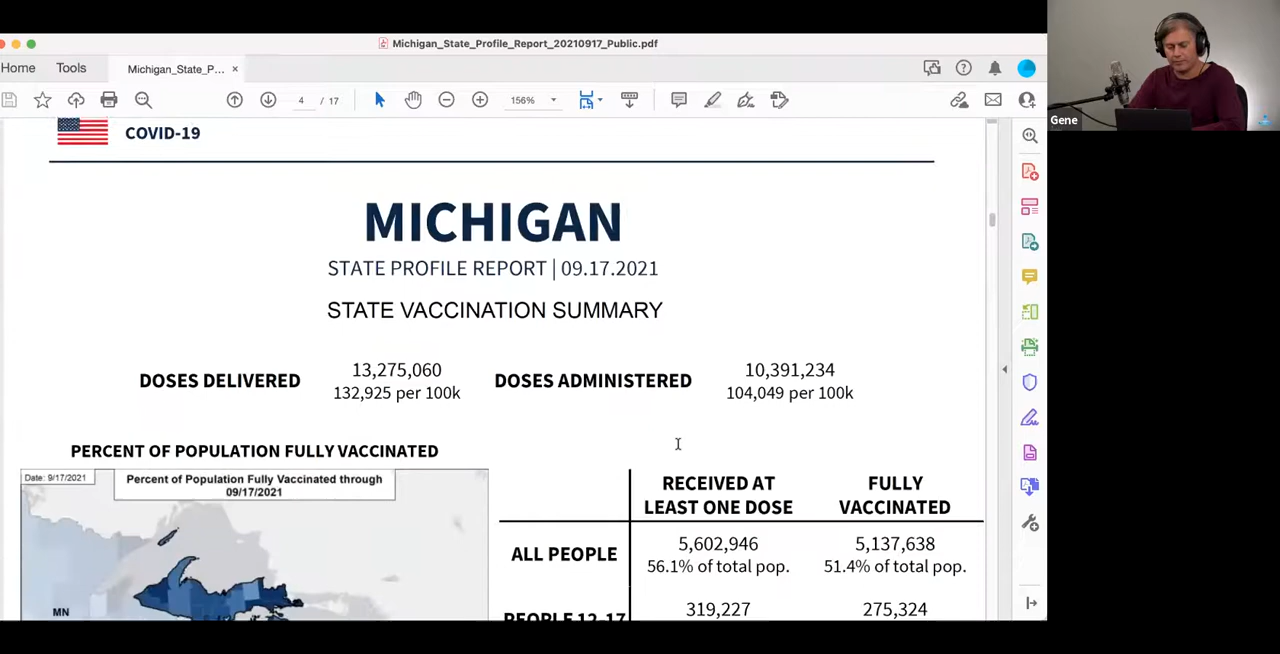 Michigan_State_Profile_Report_20210917_Public.pdf
Home Tools Michigan_State_P... ×
4 / 17 156%
Gene
COVID-19
MICHIGAN
STATE PROFILE REPORT | 09.17.2021
STATE VACCINATION SUMMARY
DOSES DELIVERED
13,275,060
132,925 per 100k
DOSES ADMINISTERED
10,391,234
104,049 per 100k
PERCENT OF POPULATION FULLY VACCINATED
Date: 9/17/2021
Percent of Population Fully Vaccinated through
09/17/2021
MN
RECEIVED AT
LEAST ONE DOSE
FULLY
VACCINATED
ALL PEOPLE
5,602,946
56.1% of total pop.
5,137,638
51.4% of total pop.
PEOPLE 12-17
319,227
275,324